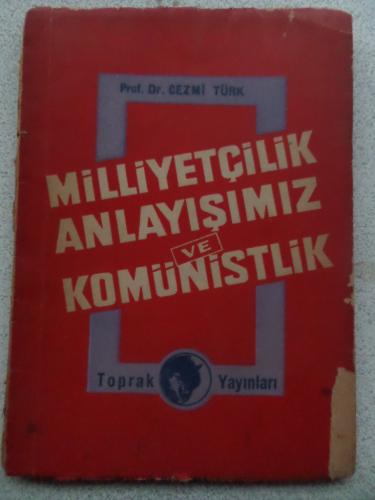 Prof. Dr. CEZMİ TÜRK
MİLLİYETÇİLİK
ANLAYIŞIMIZ
VE
KOMÜNİSTLİK
Toprak Yayınları